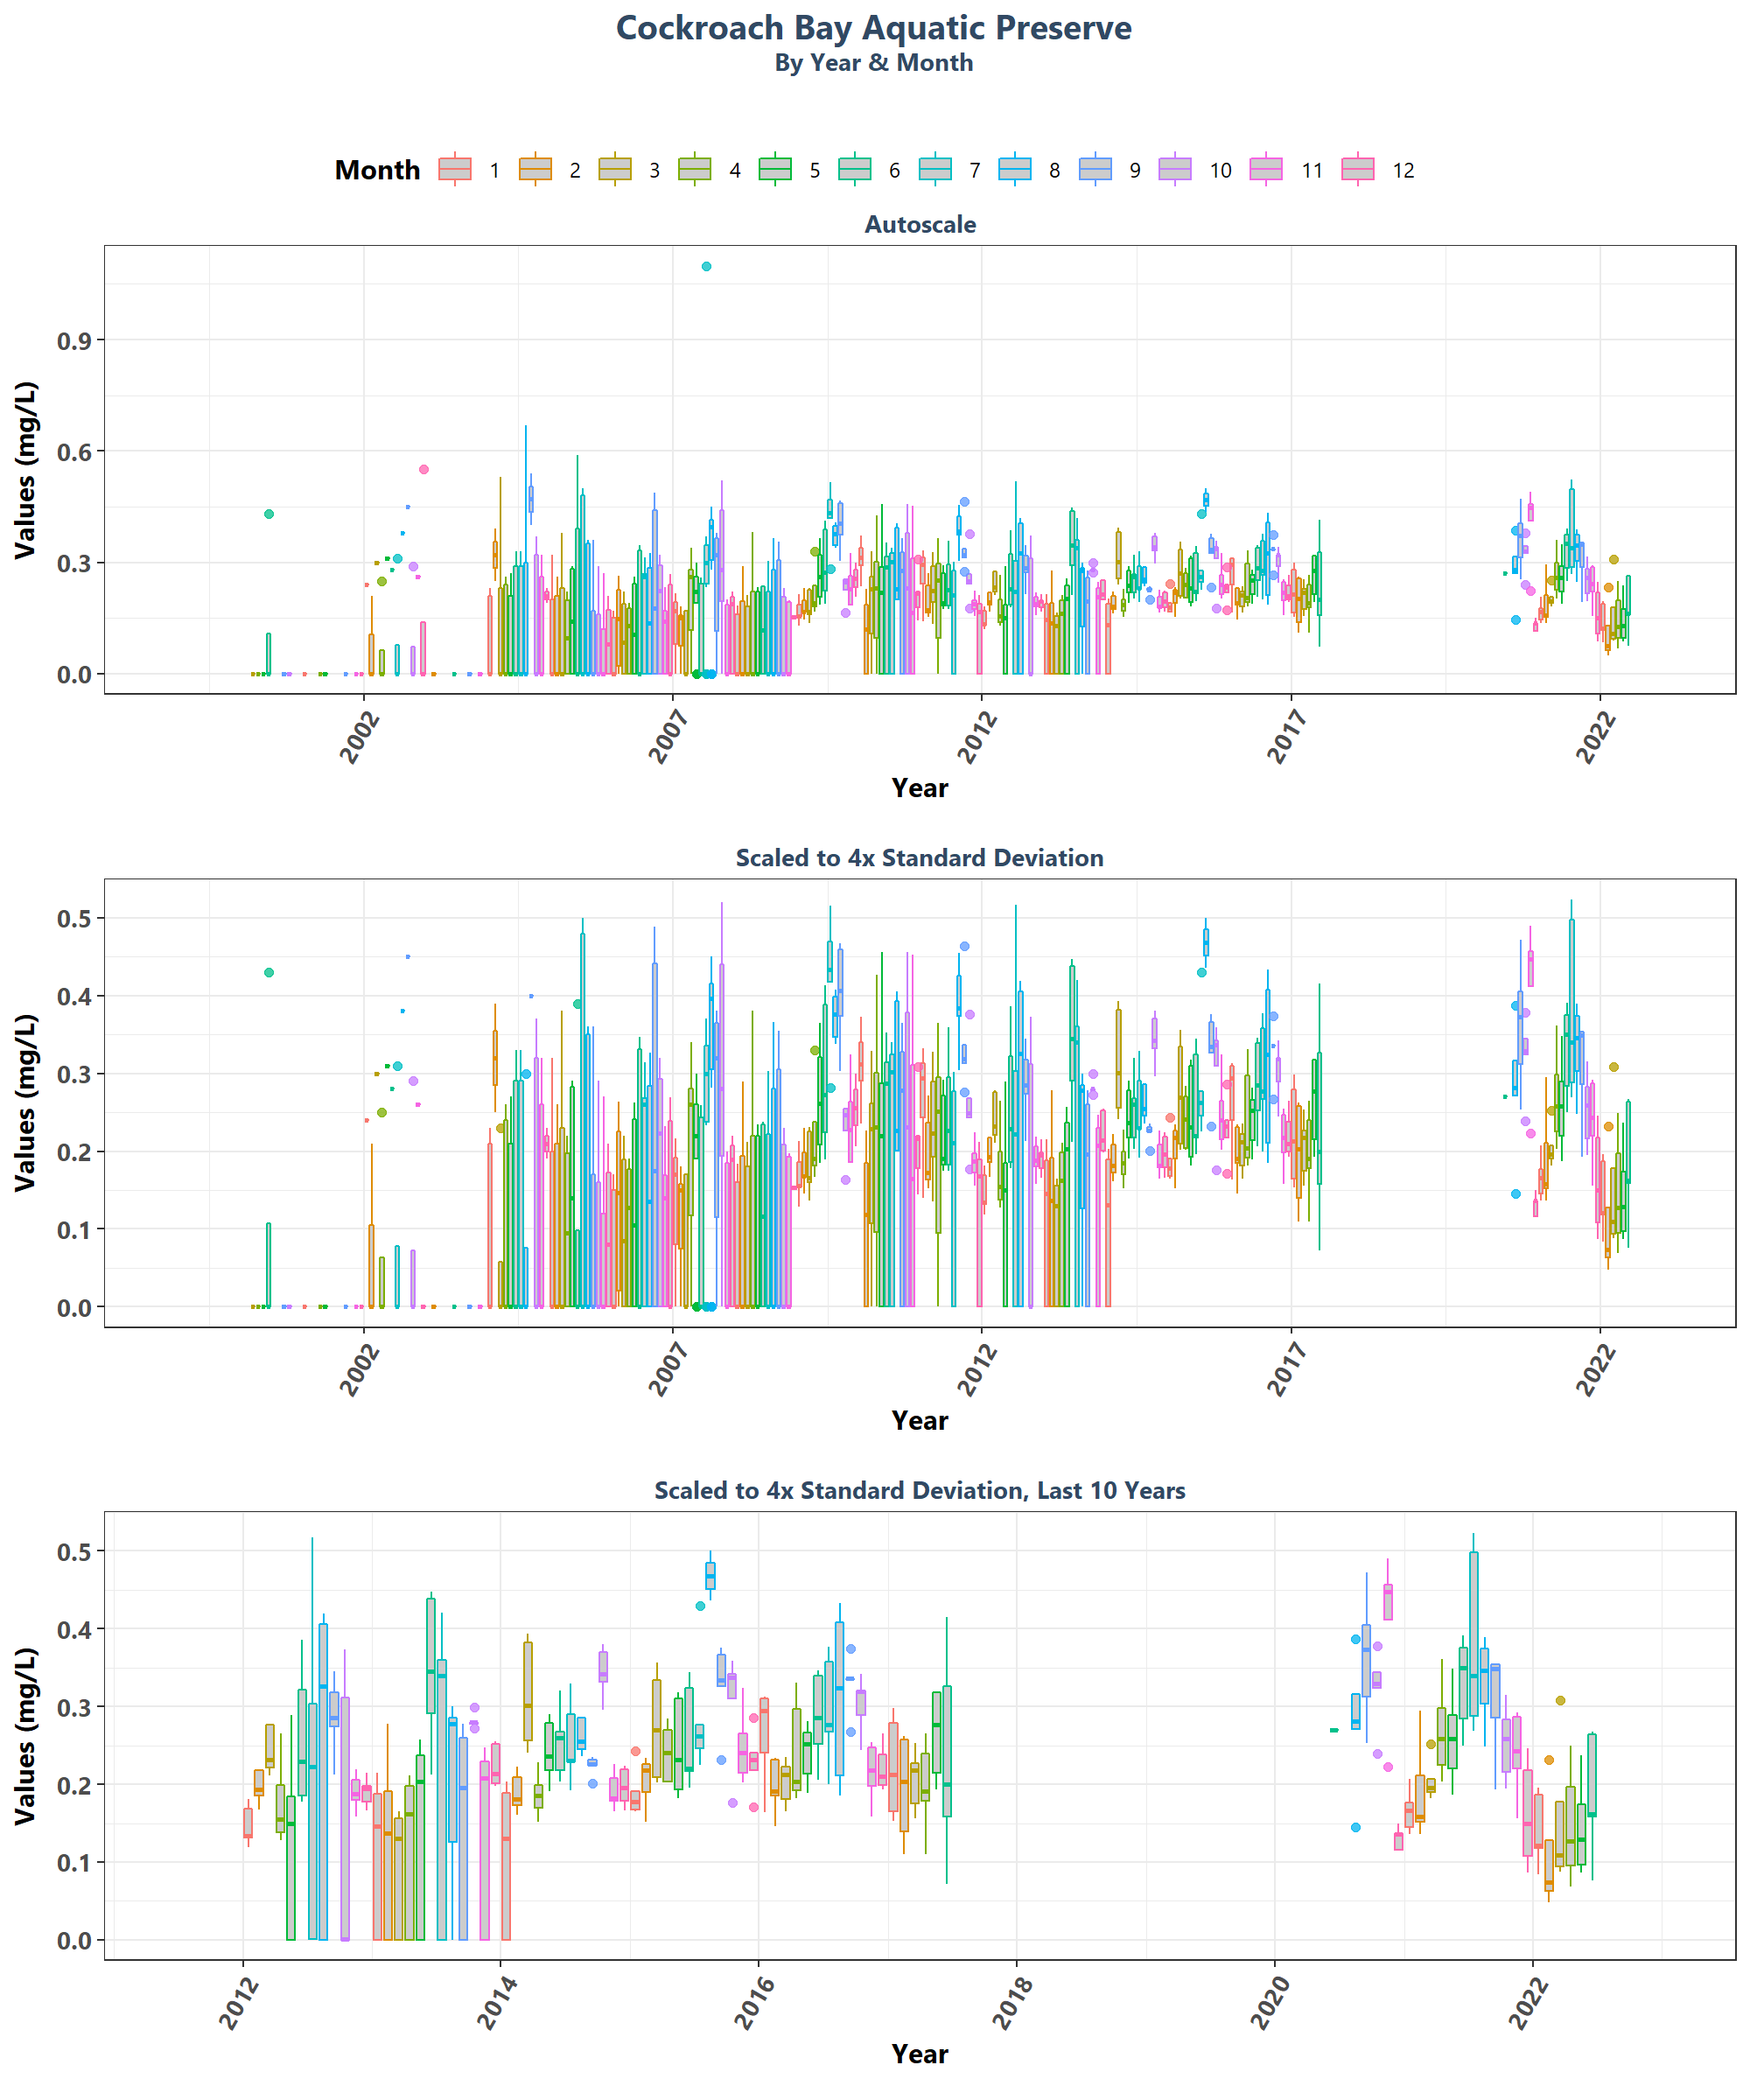 Cockroach Bay Aquatic Preserve
By Year & Month
Month 1 2 3 4 5 6 7 8 9 10 11 12
Autoscale
Values (mg/L)
0.9
0.6
0.3
0.0
2002 2007 2012 2017 2022
Year
Scaled to 4x Standard Deviation
Values (mg/L)
0.5
0.4
0.3
0.2
0.1
0.0
2002 2007 2012 2017 2022
Year
Scaled to 4x Standard Deviation, Last 10 Years
Values (mg/L)
0.5
0.4
0.3
0.2
0.1
0.0
2012 2014 2016 2018 2020 2022
Year